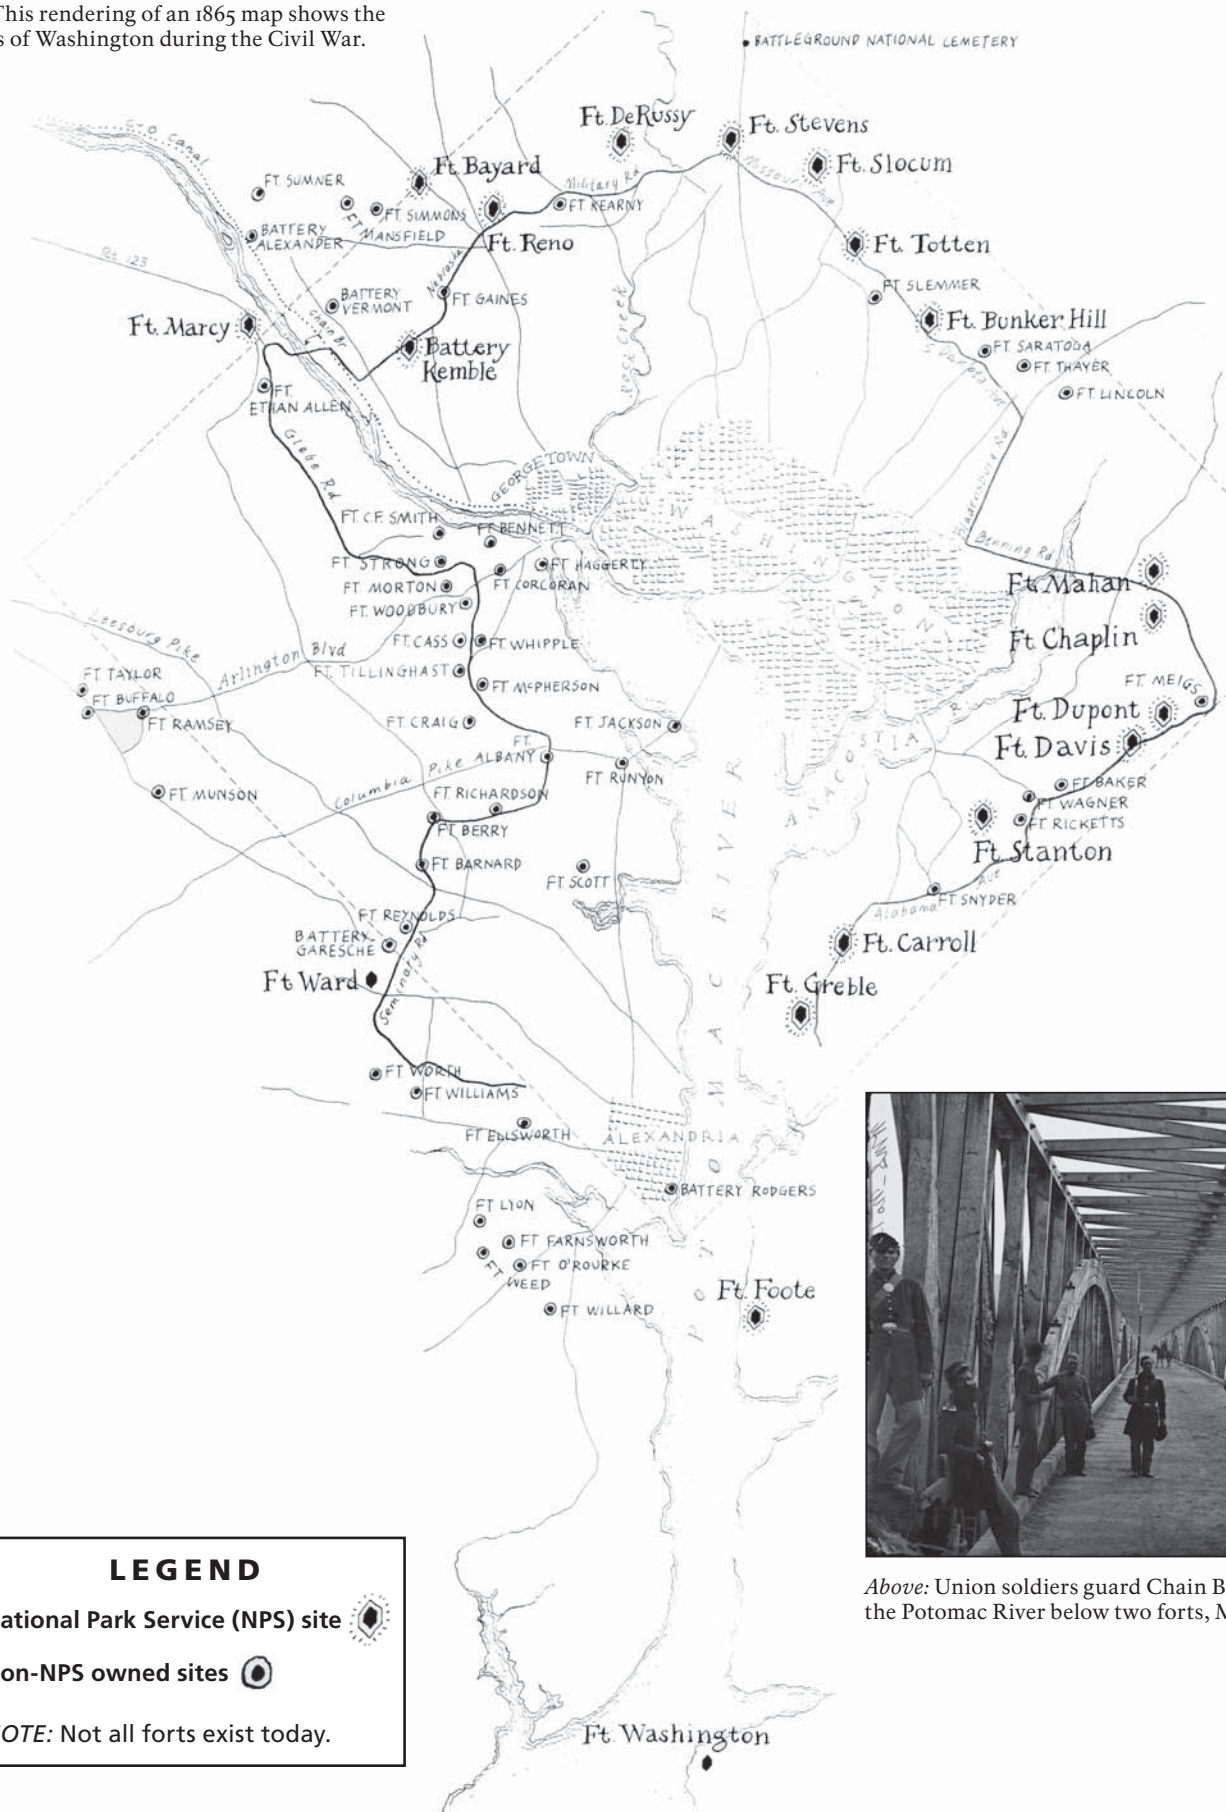 This rendering of an 1865 map shows the
s of Washington during the Civil War.
BATTLEGROUND NATIONAL CEMETERY
Ft. DeRussy
Ft. Stevens
Ft. Slocum
C&O Canal
Ft. Bayard
Military Rd
Missouri Ave
FT SUMNER
FT SIMMONS
FT MANSFIELD
FT KEARNY
BATTERY
ALEXANDER
Ft. Reno
Ft. Totten
Rt. 123
Nebraska
Rock Creek
FT SLEMMER
BATTERY
VERMONT
FT GAINES
Ft. Marcy
Chain Br
Battery
Kemble
Ft. Bunker Hill
S Dakota Ave
FT SARATOGA
FT THAYER
FT LINCOLN
FT.
ETHAN ALLEN
Glebe Rd
GEORGETOWN
WASHINGTON
Bladensburg Rd
Benning Rd
FT C.F. SMITH
FT BENNETT
FT STRONG
FT HAGGERTY
FT CORCORAN
FT MORTON
FT WOODBURY
Ft. Mahan
Ft. Chaplin
Leesburg Pike
Arlington Blvd
FT CASS
FT WHIPPLE
FT TILLINGHAST
FT McPHERSON
FT TAYLOR
FT BUFFALO
FT RAMSEY
FT MEIGS
Ft. Dupont
Ft. Davis
FT CRAIG
FT JACKSON
FT.
ALBANY
FT RUNYON
ANACOSTIA R
Columbia Pike
FT RICHARDSON
FT MUNSON
FT BERRY
FT BAKER
FT WAGNER
FT RICKETTS
Ft. Stanton
FT BARNARD
FT SCOTT
POTOMAC RIVER
Alabama Ave
FT SNYDER
FT REYNOLDS
BATTERY
GARESCHE
Seminary Rd
Ft. Ward
Ft. Carroll
Ft. Greble
FT WORTH
FT WILLIAMS
FT ELLSWORTH
ALEXANDRIA
BATTERY RODGERS
FT LYON
FT FARNSWORTH
FT O'ROURKE
FT
WEED
FT WILLARD
Ft. Foote
Ft. Washington
LEGEND
ational Park Service (NPS) site
on-NPS owned sites
OTE: Not all forts exist today.
Above: Union soldiers guard Chain B
the Potomac River below two forts, M